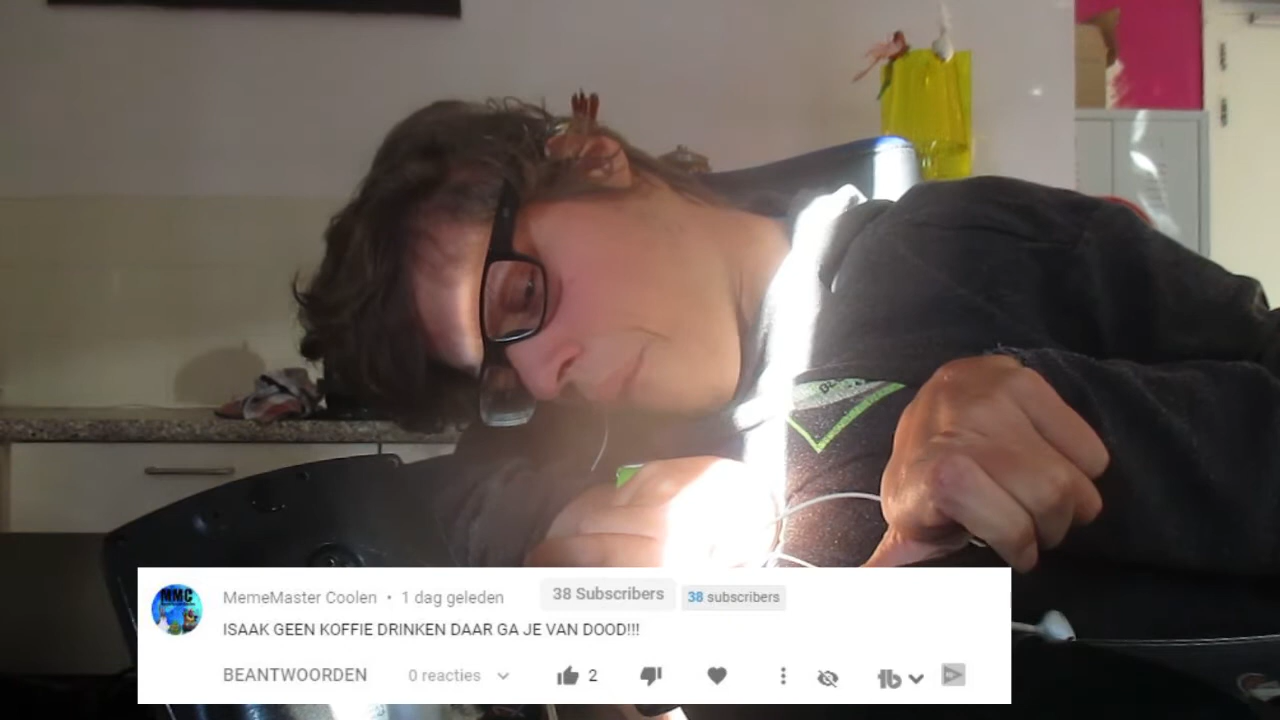 MMC
MemeMaster Coolen • 1 dag geleden 38 Subscribers 38 subscribers
ISAAK GEEN KOFFIE DRINKEN DAAR GA JE VAN DOOD!!!
BEANTWOORDEN 0 reacties 2